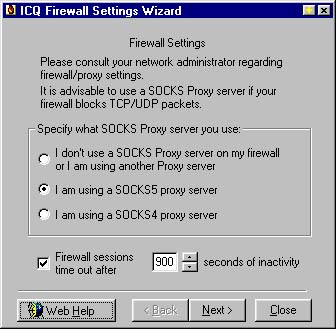 ICQ Firewall Settings Wizard
Firewall Settings
Please consult your network administrator regarding
firewall/proxy settings.
It is advisable to use a SOCKS Proxy server if your
firewall blocks TCP/UDP packets.
Specify what SOCKS Proxy server you use:
I don't use a SOCKS Proxy server on my firewall
or I am using another Proxy server
I am using a SOCKS5 proxy server
I am using a SOCKS4 proxy server
Firewall sessions
time out after
900
seconds of inactivity
Web Help
< Back
Next >
Close